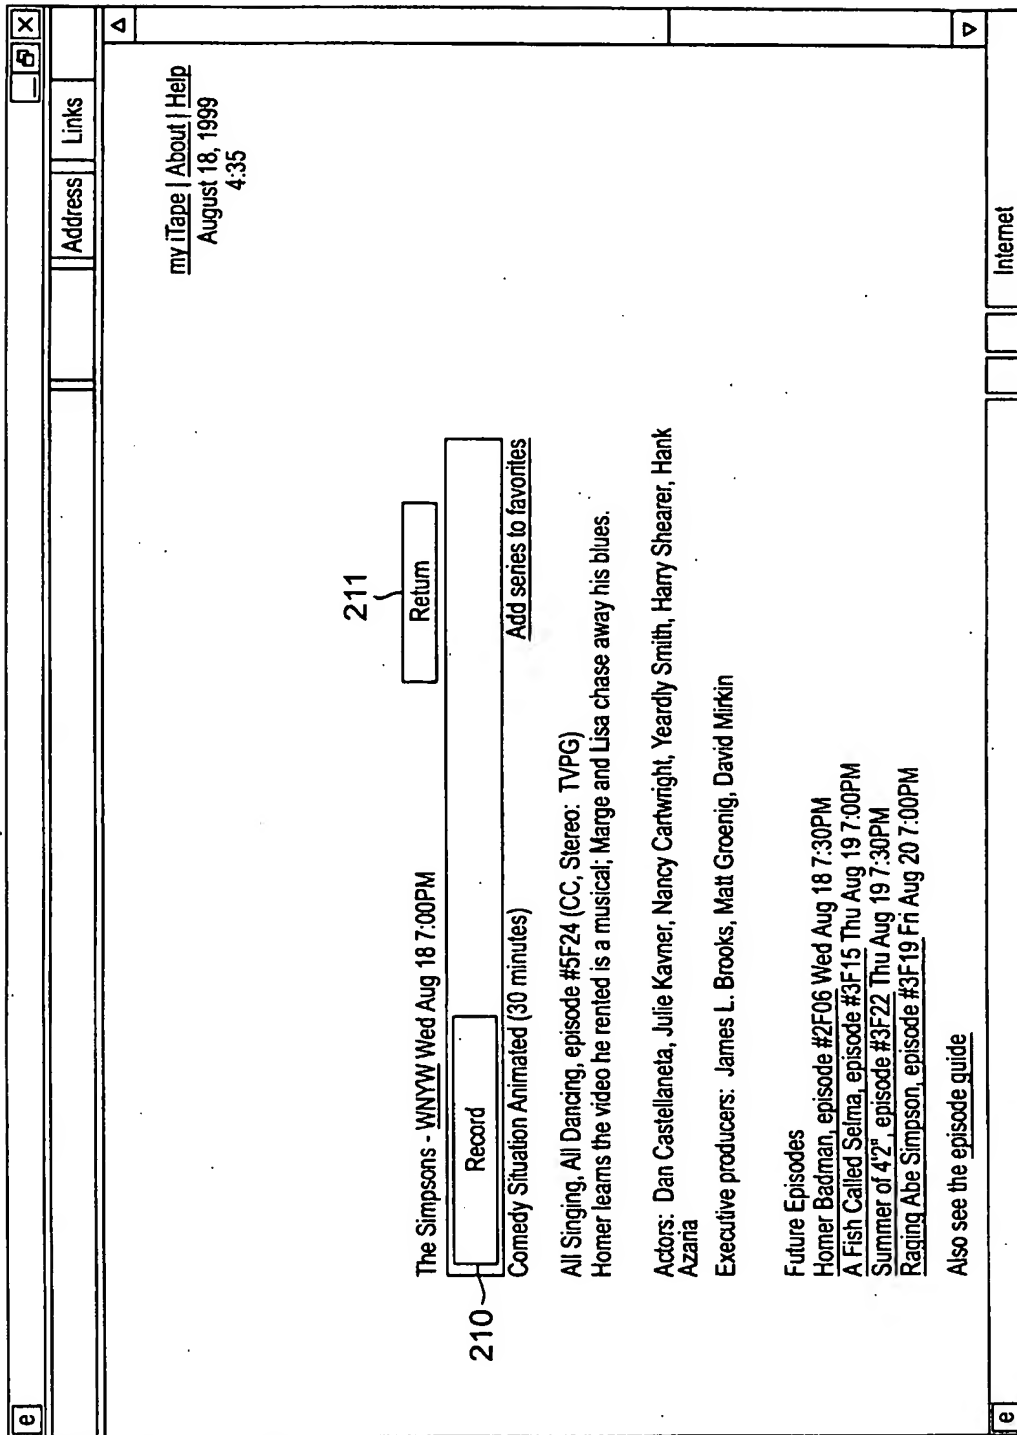 e
Address
Links
my iTape | About | Help
August 18, 1999
4:35
211
Return
The Simpsons - WNYW Wed Aug 18 7:00PM
210
Record
Comedy Situation Animated (30 minutes)
Add series to favorites
All Singing, All Dancing, episode #5F24 (CC, Stereo: TVPG)
Homer learns the video he rented is a musical; Marge and Lisa chase away his blues.
Actors: Dan Castellaneta, Julie Kavner, Nancy Cartwright, Yeardly Smith, Harry Shearer, Hank
Azaria
Executive producers: James L. Brooks, Matt Groenig, David Mirkin
Future Episodes
Homer Badman, episode #2F06 Wed Aug 18 7:30PM
A Fish Called Selma, episode #3F15 Thu Aug 19 7:00PM
Summer of 4'2", episode #3F22 Thu Aug 19 7:30PM
Raging Abe Simpson, episode #3F19 Fri Aug 20 7:00PM
Also see the episode guide
e
Internet